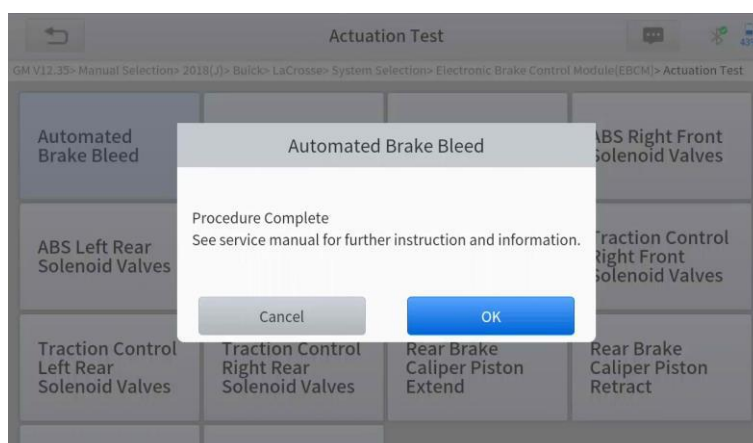 Actuation Test
GM V12.35> Manual Selection> 2018(J)> Buick> LaCrosse> System Selection> Electronic Brake Control Module(EBCM)> Actuation Test
Automated
Brake Bleed
ABS Right Front
Solenoid Valves
Automated Brake Bleed
Procedure Complete
See service manual for further instruction and information.
Cancel
OK
ABS Left Rear
Solenoid Valves
Traction Control
Right Front
Solenoid Valves
Traction Control
Left Rear
Solenoid Valves
Traction Control
Right Rear
Solenoid Valves
Rear Brake
Caliper Piston
Extend
Rear Brake
Caliper Piston
Retract